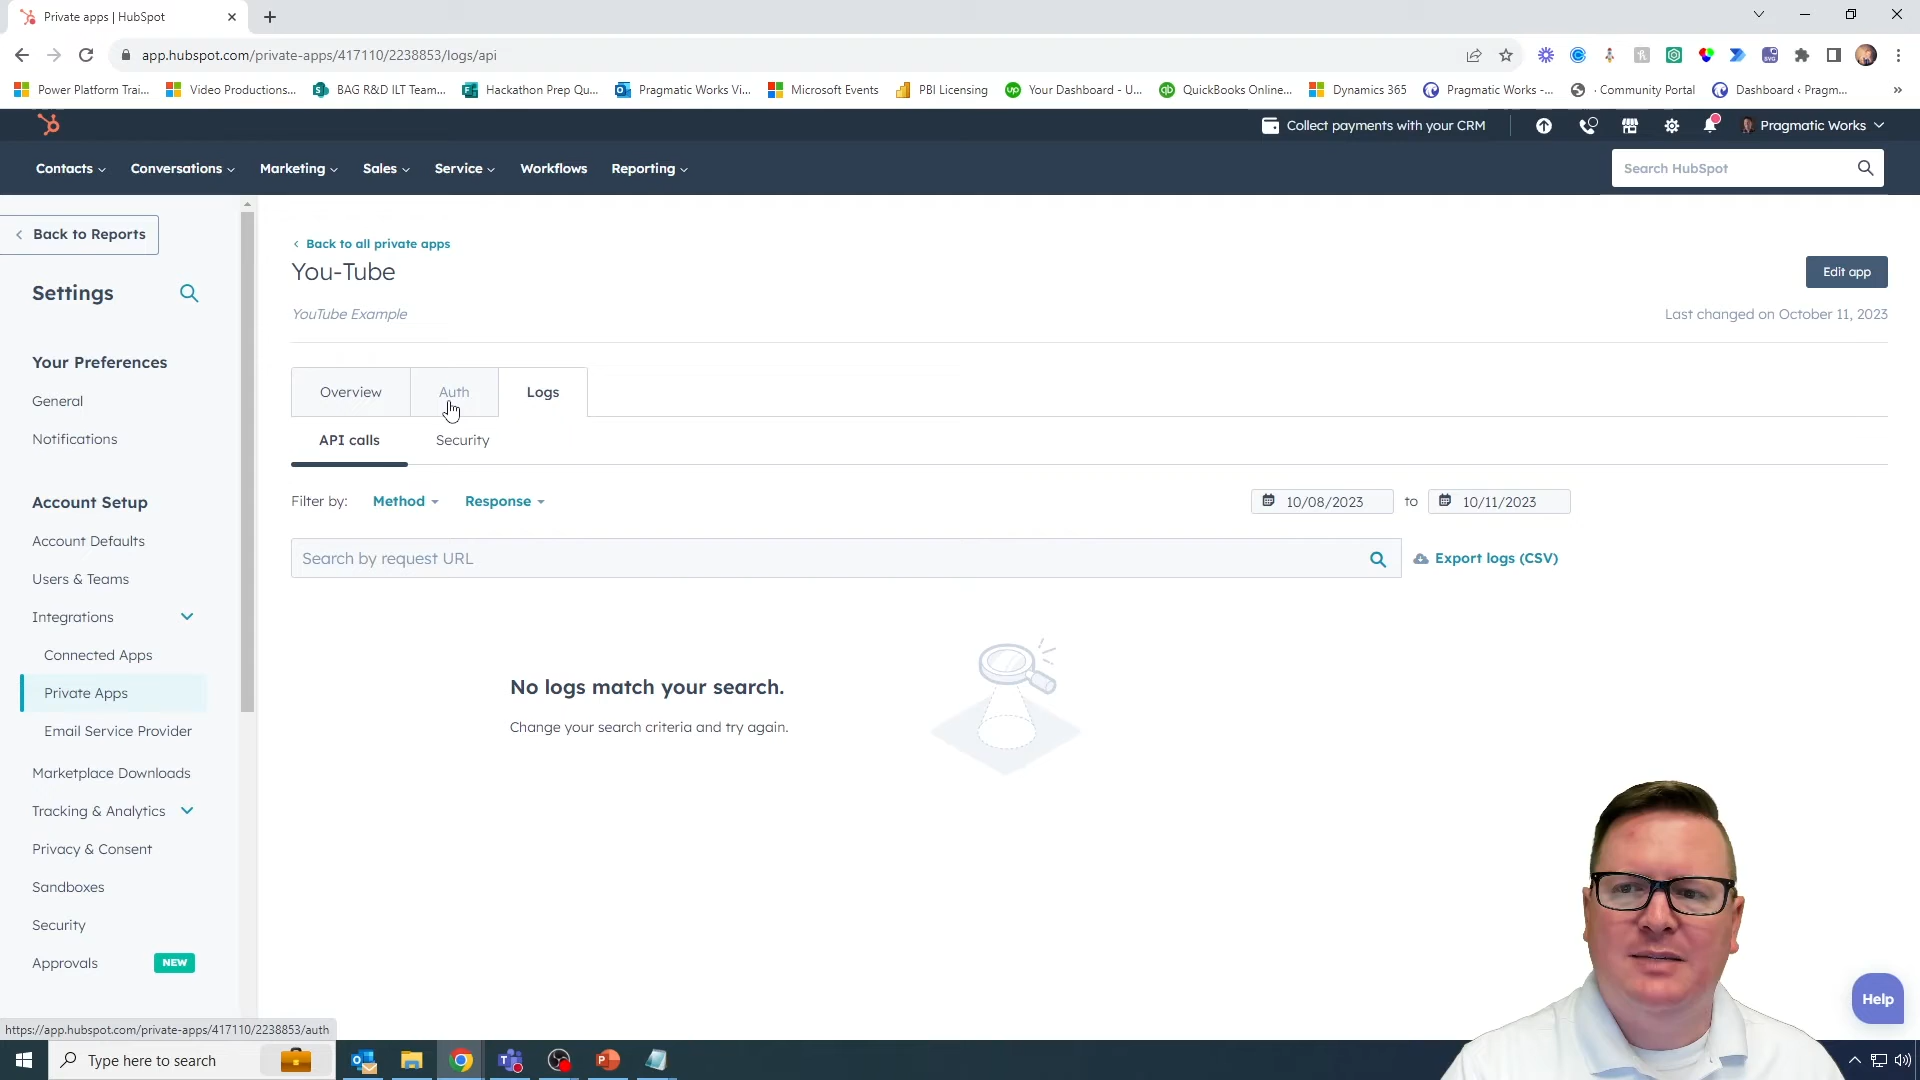 Private apps | HubSpot
app.hubspot.com/private-apps/417110/2238853/logs/api
Power Platform Trai...
Video Productions...
BAG R&D ILT Team...
Hackathon Prep Qu...
Pragmatic Works Vi...
Microsoft Events
PBI Licensing
Your Dashboard - U...
QuickBooks Online...
Dynamics 365
Pragmatic Works -...
· Community Portal
Dashboard ‹ Pragm...
Collect payments with your CRM
Pragmatic Works
Contacts
Conversations
Marketing
Sales
Service
Workflows
Reporting
Search HubSpot
Back to Reports
Settings
Your Preferences
General
Notifications
Account Setup
Account Defaults
Users & Teams
Integrations
Connected Apps
Private Apps
Email Service Provider
Marketplace Downloads
Tracking & Analytics
Privacy & Consent
Sandboxes
Security
Approvals NEW
Back to all private apps
You-Tube
Edit app
YouTube Example
Last changed on October 11, 2023
Overview
Auth
Logs
API calls
Security
Filter by:
Method
Response
10/08/2023 to 10/11/2023
Search by request URL
Export logs (CSV)
No logs match your search.
Change your search criteria and try again.
Help
https://app.hubspot.com/private-apps/417110/2238853/auth
Type here to search